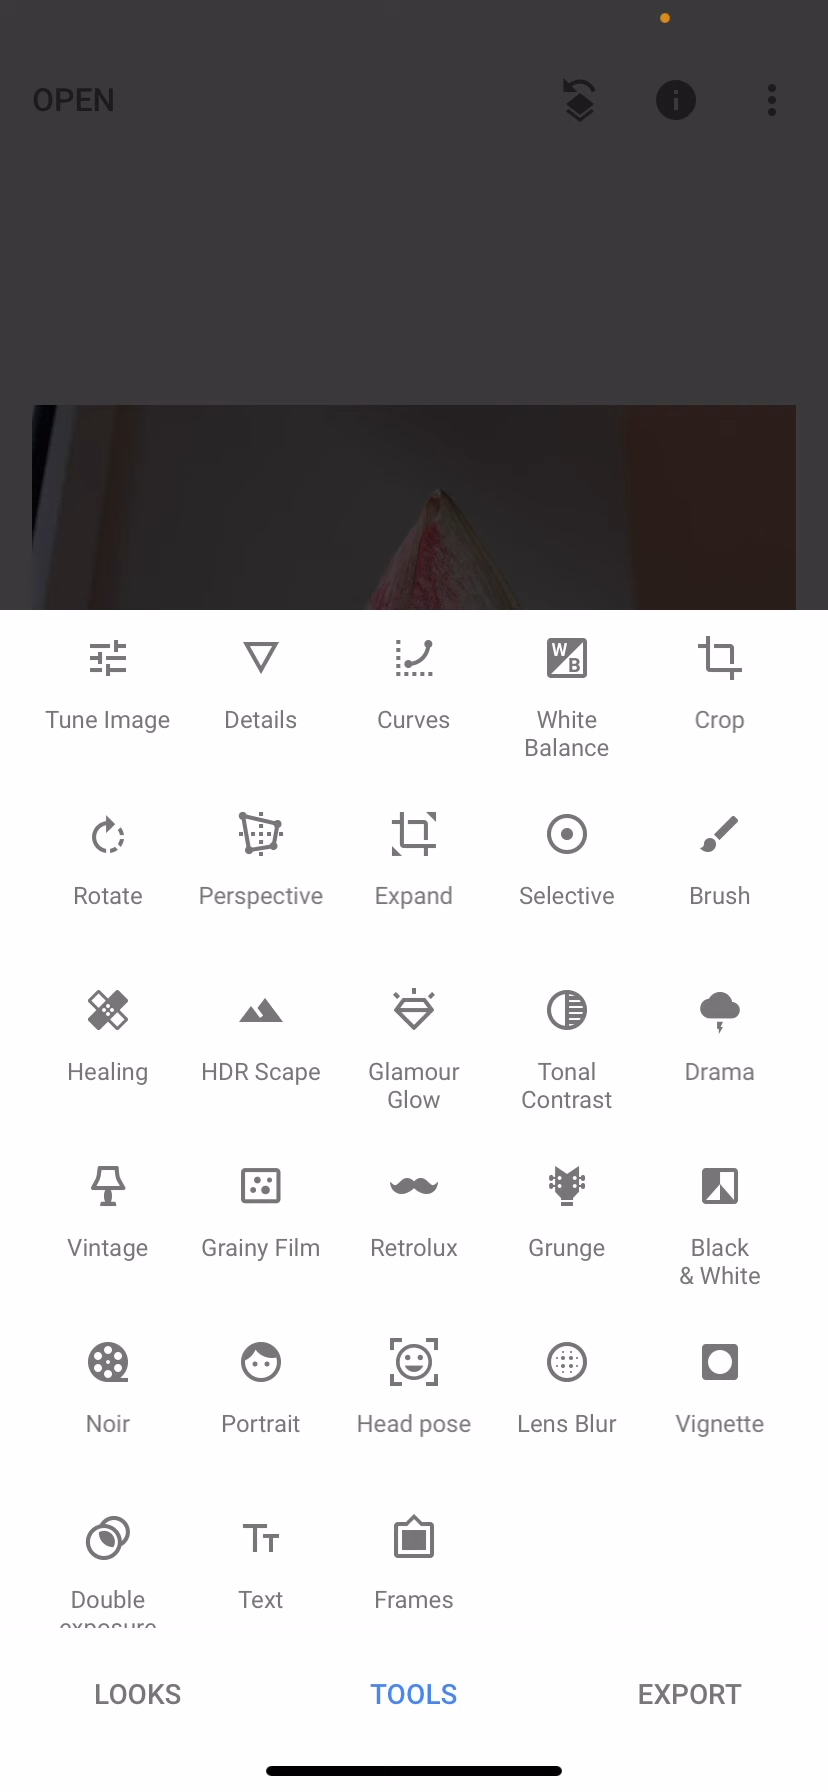 OPEN
Tune Image
Details
Curves
WB
White
Balance
Crop
Rotate
Perspective
Expand
Selective
Brush
Healing
HDR Scape
Glamour
Glow
Tonal
Contrast
Drama
Vintage
Grainy Film
Retrolux
Grunge
Black
& White
Noir
Portrait
Head pose
Lens Blur
Vignette
Double
exposure
Text
Frames
LOOKS
TOOLS
EXPORT